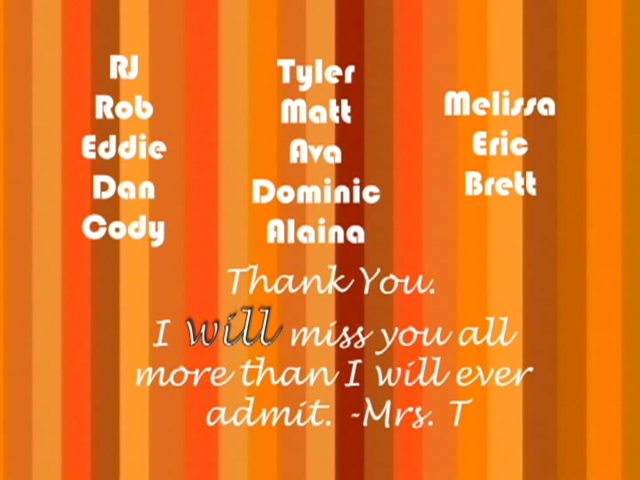 RJ
Rob
Eddie
Dan
Cody
Tyler
Matt
Ava
Dominic
Alaina
Melissa
Eric
Brett
Thank You.
I will miss you all
more than I will ever
admit. -Mrs. T